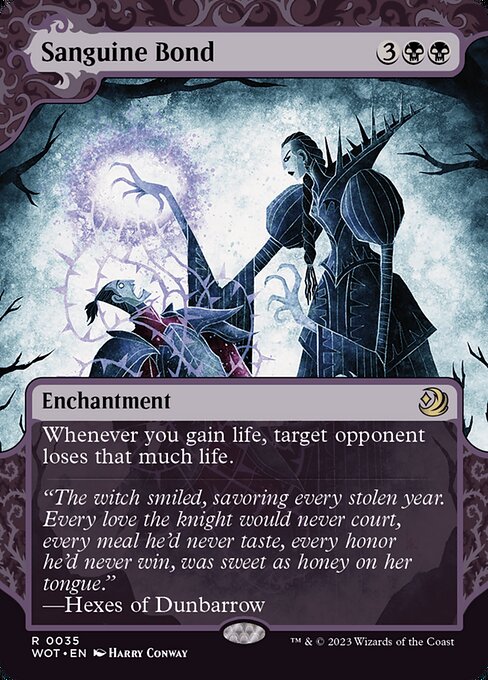 Sanguine Bond 3
Enchantment
Whenever you gain life, target opponent
loses that much life.
“The witch smiled, savoring every stolen year.
Every love the knight would never court,
every meal he’d never taste, every honor
he’d never win, was sweet as honey on her
tongue.”
—Hexes of Dunbarrow
R 0035
WOT • EN Harry Conway
™ & © 2023 Wizards of the Coast